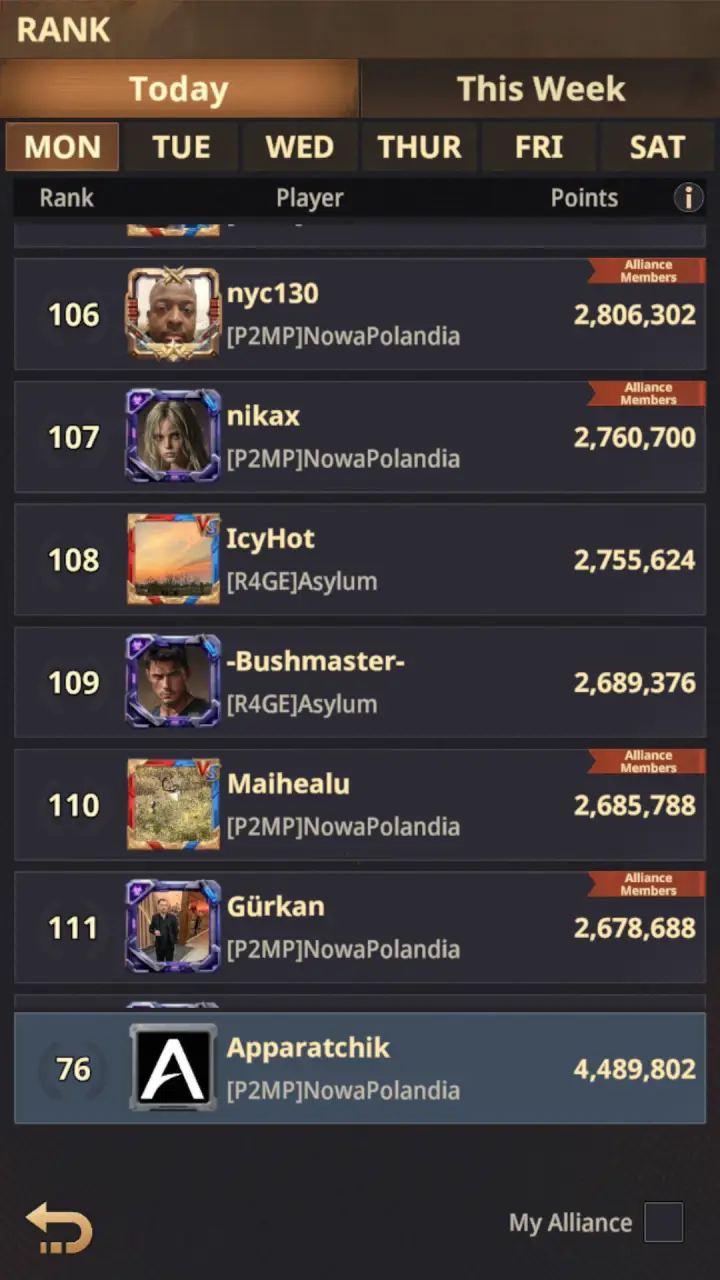 RANK
Today
This Week
MON TUE WED THUR FRI SAT
Rank Player Points
106 nyc130 [P2MP]NowaPolandia Alliance Members 2,806,302
107 nikax [P2MP]NowaPolandia Alliance Members 2,760,700
108 IcyHot [R4GE]Asylum 2,755,624
109 -Bushmaster- [R4GE]Asylum 2,689,376
110 Maihealu [P2MP]NowaPolandia Alliance Members 2,685,788
111 Gürkan [P2MP]NowaPolandia Alliance Members 2,678,688
76 Apparatchik [P2MP]NowaPolandia 4,489,802
My Alliance